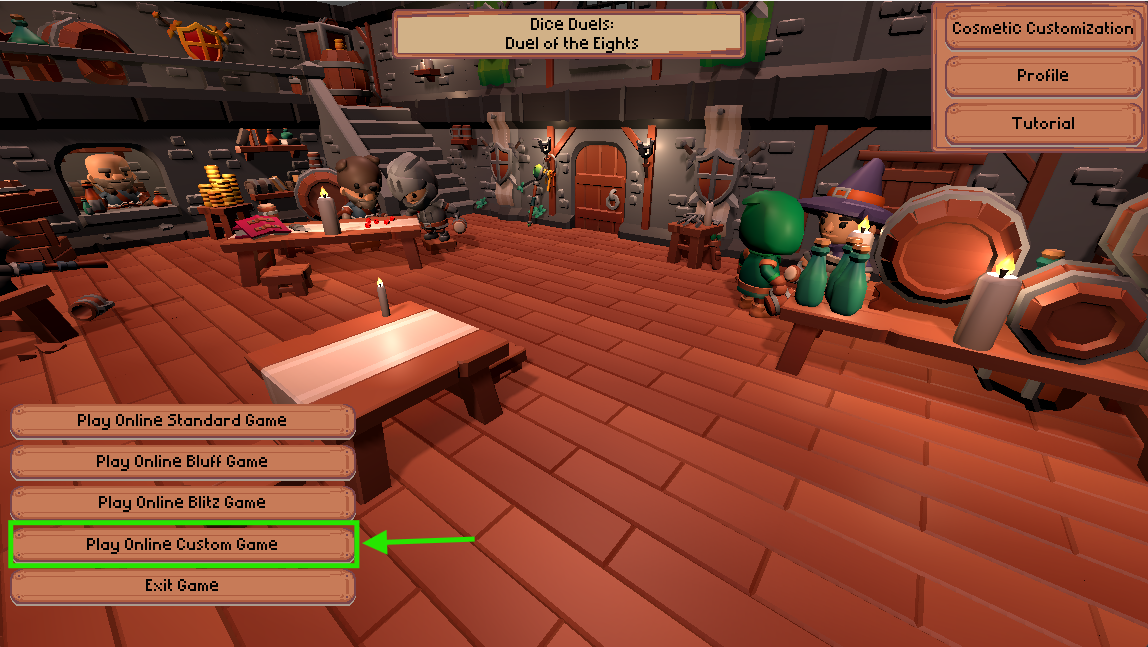 Dice Duels:
Duel of the Eights
Cosmetic Customization
Profile
Tutorial
Play Online Standard Game
Play Online Bluff Game
Play Online Blitz Game
Play Online Custom Game
Exit Game